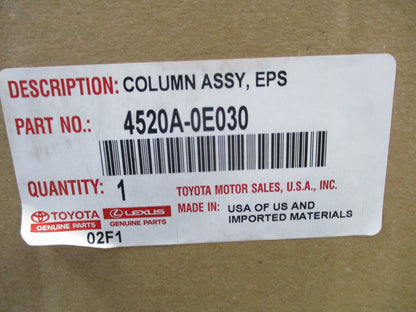 DESCRIPTION: COLUMN ASSY, EPS
PART NO.: 4520A-0E030
QUANTITY: 1 TOYOTA MOTOR SALES, U.S.A., INC.
TOYOTA GENUINE PARTS LEXUS GENUINE PARTS MADE IN: USA OF US AND IMPORTED MATERIALS
02F1